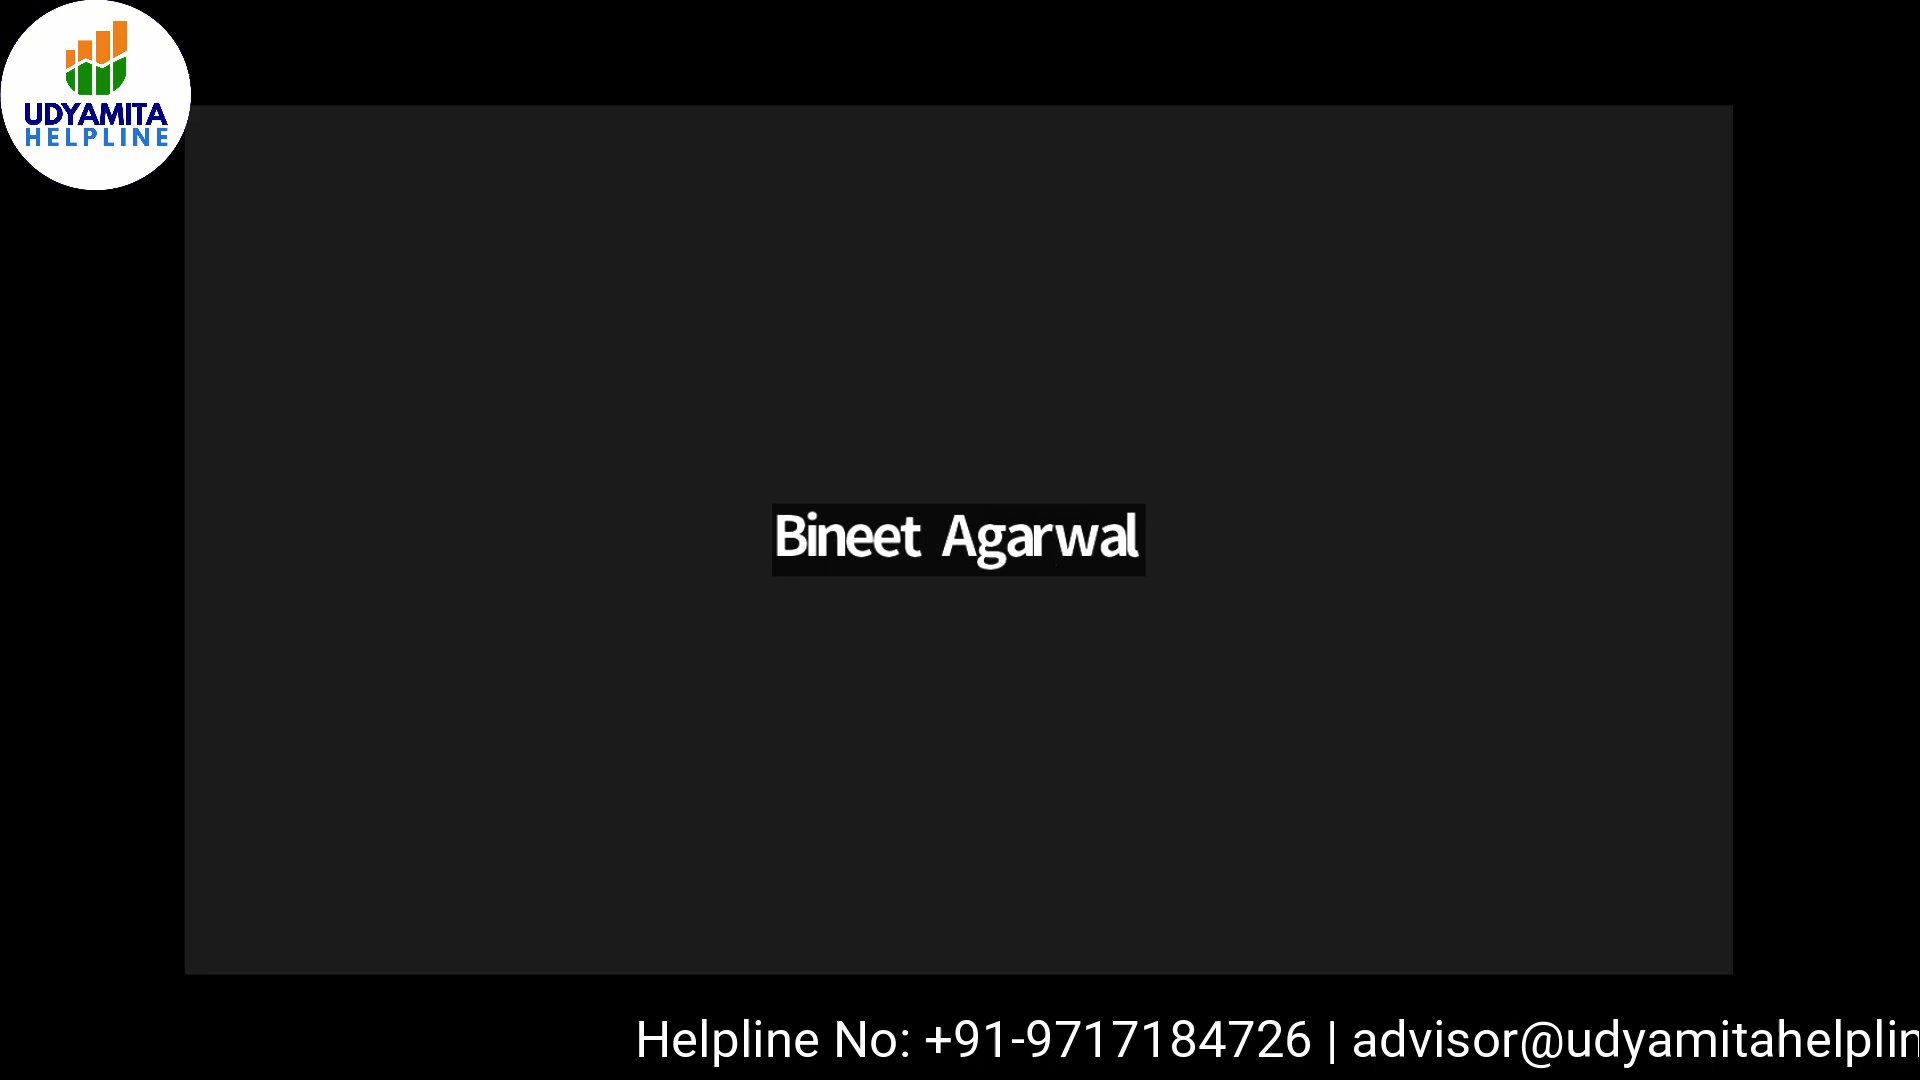 UDYAMITA
HELPLINE
Bineet Agarwal
Helpline No: +91-9717184726 | advisor@udyamitahelplin